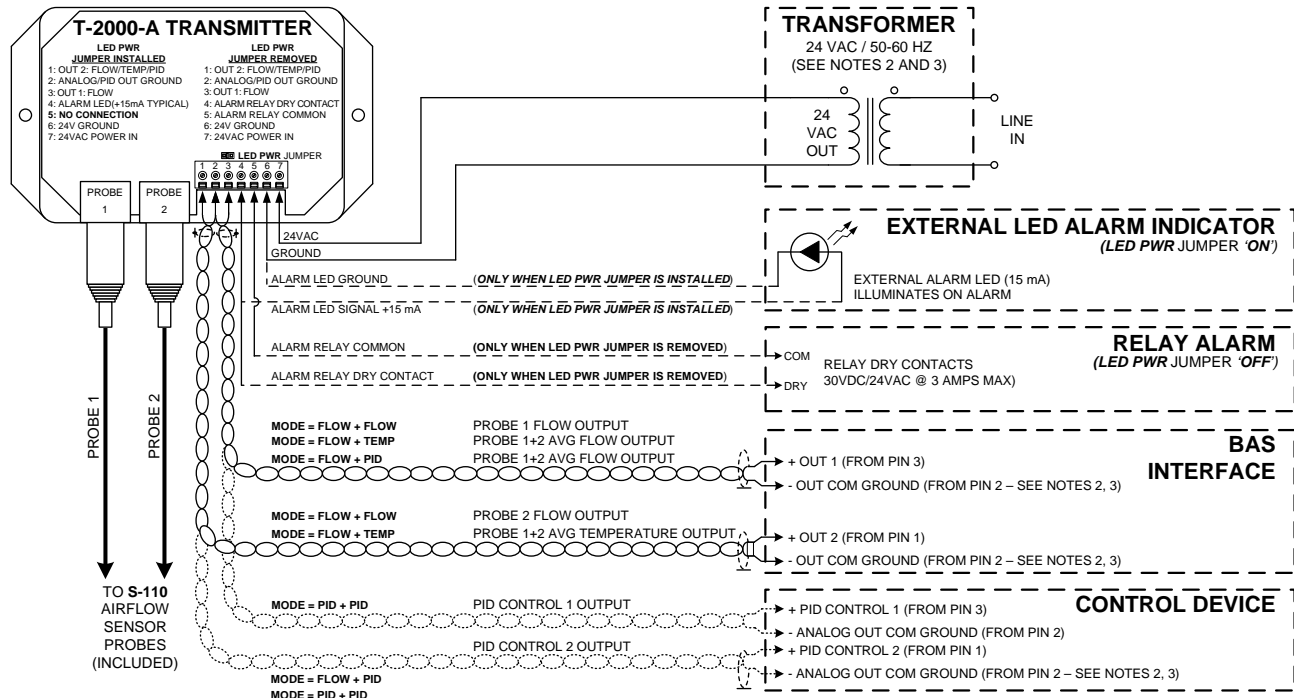 T-2000-A TRANSMITTER
LED PWR
JUMPER INSTALLED
1: OUT 2: FLOW/TEMP/PID
2: ANALOG/PID OUT GROUND
3: OUT 1: FLOW
4: ALARM LED(+15mA TYPICAL)
5: NO CONNECTION
6: 24V GROUND
7: 24VAC POWER IN
LED PWR
JUMPER REMOVED
1: OUT 2: FLOW/TEMP/PID
2: ANALOG/PID OUT GROUND
3: OUT 1: FLOW
4: ALARM RELAY DRY CONTACT
5: ALARM RELAY COMMON
6: 24V GROUND
7: 24VAC POWER IN
LED PWR JUMPER
1 2 3 4 5 6 7
PROBE
1
PROBE
2
TRANSFORMER
24 VAC / 50-60 HZ
(SEE NOTES 2 AND 3)
24
VAC
OUT
LINE
IN
24VAC
GROUND
ALARM LED GROUND (ONLY WHEN LED PWR JUMPER IS INSTALLED)
ALARM LED SIGNAL +15 mA (ONLY WHEN LED PWR JUMPER IS INSTALLED)
EXTERNAL LED ALARM INDICATOR
(LED PWR JUMPER 'ON')
EXTERNAL ALARM LED (15 mA)
ILLUMINATES ON ALARM
ALARM RELAY COMMON (ONLY WHEN LED PWR JUMPER IS REMOVED)
ALARM RELAY DRY CONTACT (ONLY WHEN LED PWR JUMPER IS REMOVED)
RELAY ALARM
(LED PWR JUMPER 'OFF')
COM
DRY
RELAY DRY CONTACTS
30VDC/24VAC @ 3 AMPS MAX)
PROBE 1
PROBE 2
TO S-110
AIRFLOW
SENSOR
PROBES
(INCLUDED)
MODE = FLOW + FLOW PROBE 1 FLOW OUTPUT
MODE = FLOW + TEMP PROBE 1+2 AVG FLOW OUTPUT
MODE = FLOW + PID PROBE 1+2 AVG FLOW OUTPUT
BAS
INTERFACE
+ OUT 1 (FROM PIN 3)
- OUT COM GROUND (FROM PIN 2 – SEE NOTES 2, 3)
MODE = FLOW + FLOW PROBE 2 FLOW OUTPUT
MODE = FLOW + TEMP PROBE 1+2 AVG TEMPERATURE OUTPUT
+ OUT 2 (FROM PIN 1)
- OUT COM GROUND (FROM PIN 2 – SEE NOTES 2, 3)
MODE = PID + PID PID CONTROL 1 OUTPUT
CONTROL DEVICE
+ PID CONTROL 1 (FROM PIN 3)
- ANALOG OUT COM GROUND (FROM PIN 2)
PID CONTROL 2 OUTPUT
+ PID CONTROL 2 (FROM PIN 1)
- ANALOG OUT COM GROUND (FROM PIN 2 – SEE NOTES 2, 3)
MODE = FLOW + PID
MODE = PID + PID